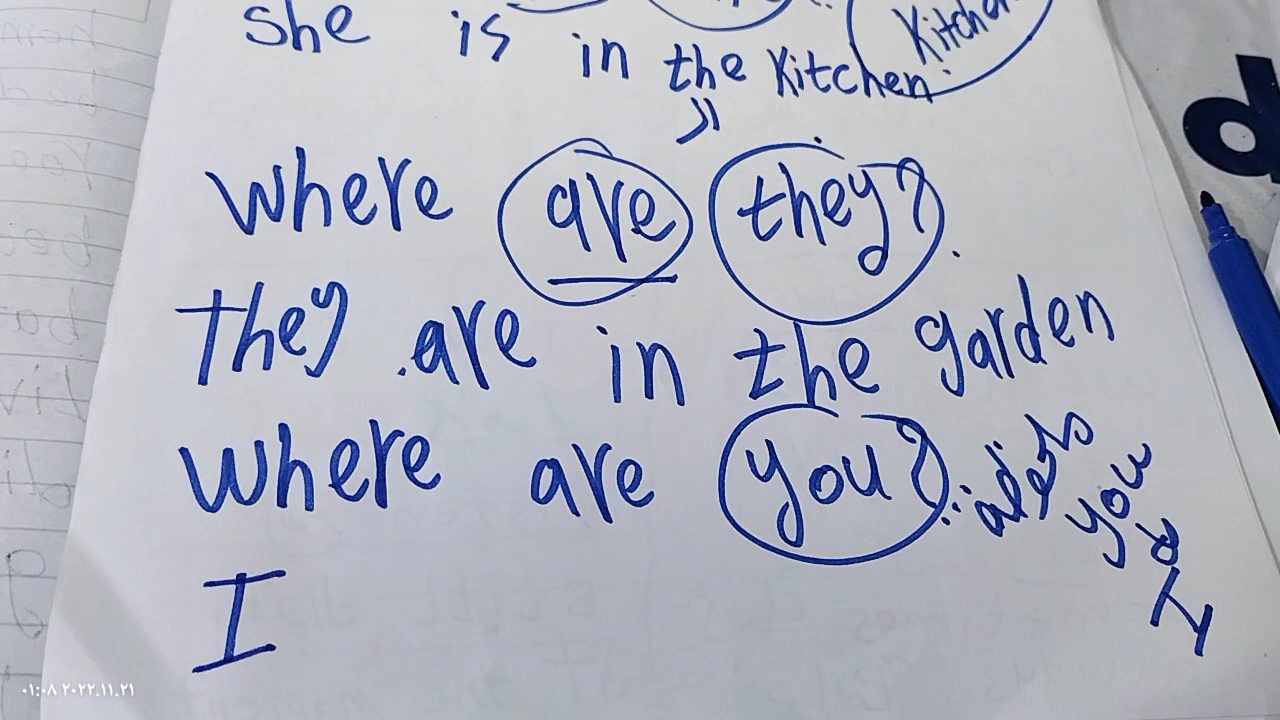 Kitchen
She is in the Kitchen.
where are they?
they are in the garden
where are you?
you
I
I
d
٠١:٠٨ ٢٠٢٢.١١.٢١